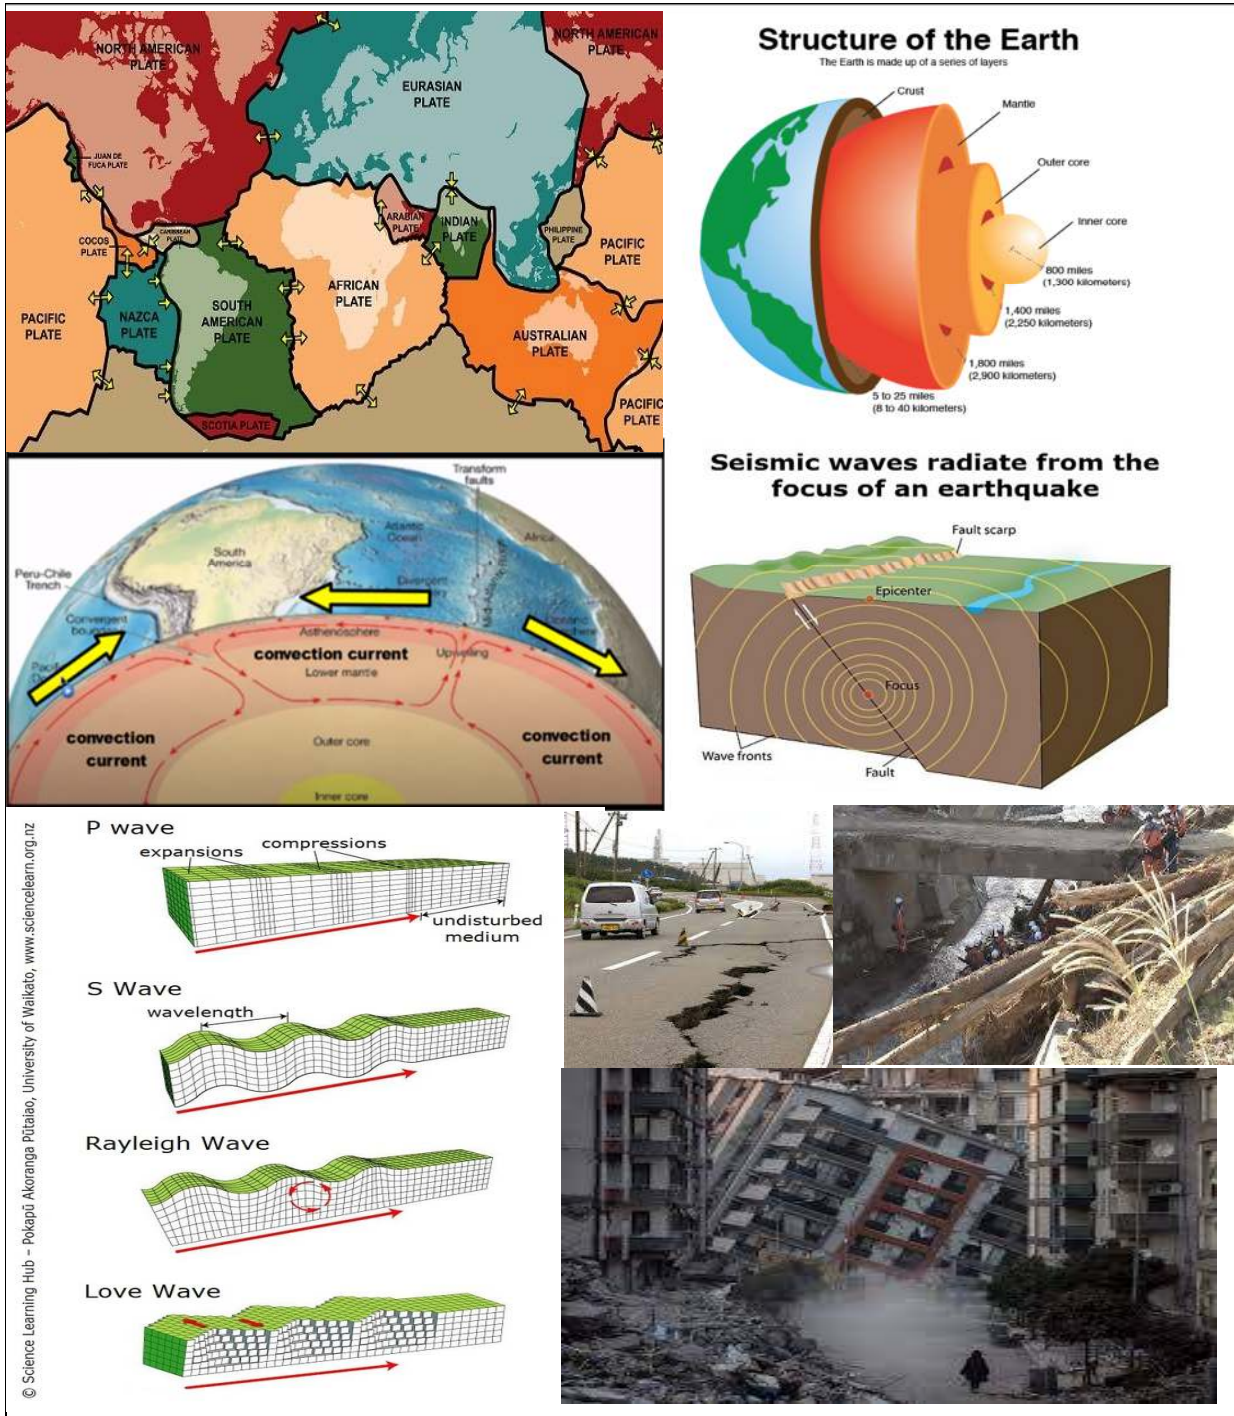 NORTH AMERICAN
PLATE
JUAN DE
FUCA PLATE
CARIBBEAN
PLATE
COCOS
PLATE
PACIFIC
PLATE
NAZCA
PLATE
SOUTH
AMERICAN
PLATE
SCOTIA PLATE
EURASIAN
PLATE
ARABIAN
PLATE
INDIAN
PLATE
AFRICAN
PLATE
PHILIPPINE
PLATE
NORTH AMERICAN
PLATE
PACIFIC
PLATE
AUSTRALIAN
PLATE
PACIFIC
PLATE
Structure of the Earth
The Earth is made up of a series of layers
Crust
Mantle
Outer core
Inner core
800 miles
(1,300 kilometers)
1,400 miles
(2,250 kilometers)
1,800 miles
(2,900 kilometers)
5 to 25 miles
(8 to 40 kilometers)
Transform
faults
Atlantic
Ocean
Africa
South
America
Peru-Chile
Trench
Convergent
Divergent
Asthenosphere
convection current
Upwelling
Lower mantle
convection
current
Outer core
convection
current
Inner core
Seismic waves radiate from the
focus of an earthquake
Fault scarp
Epicenter
Focus
Wave fronts
Fault
P wave
expansions
compressions
undisturbed
medium
S Wave
wavelength
Rayleigh Wave
Love Wave
© Science Learning Hub – Pokapū Akoranga Pūtaiao, University of Waikato, www.sciencelearn.org.nz